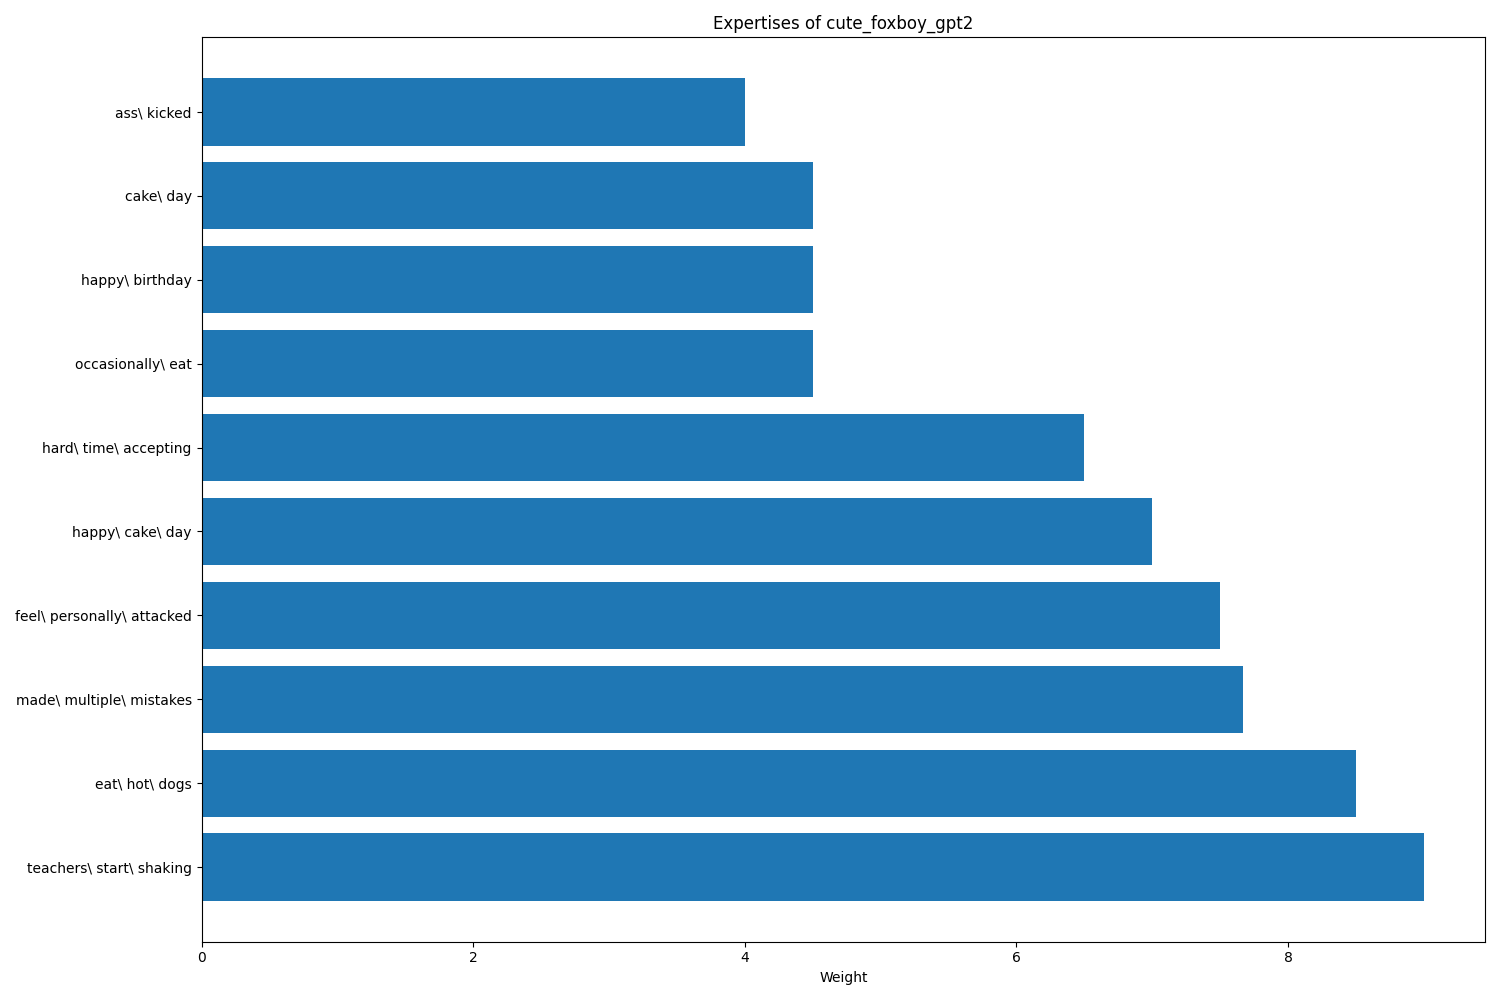 Expertises of cute_foxboy_gpt2
ass\ kicked
cake\ day
happy\ birthday
occasionally\ eat
hard\ time\ accepting
happy\ cake\ day
feel\ personally\ attacked
made\ multiple\ mistakes
eat\ hot\ dogs
teachers\ start\ shaking
0 2 4 6 8
Weight